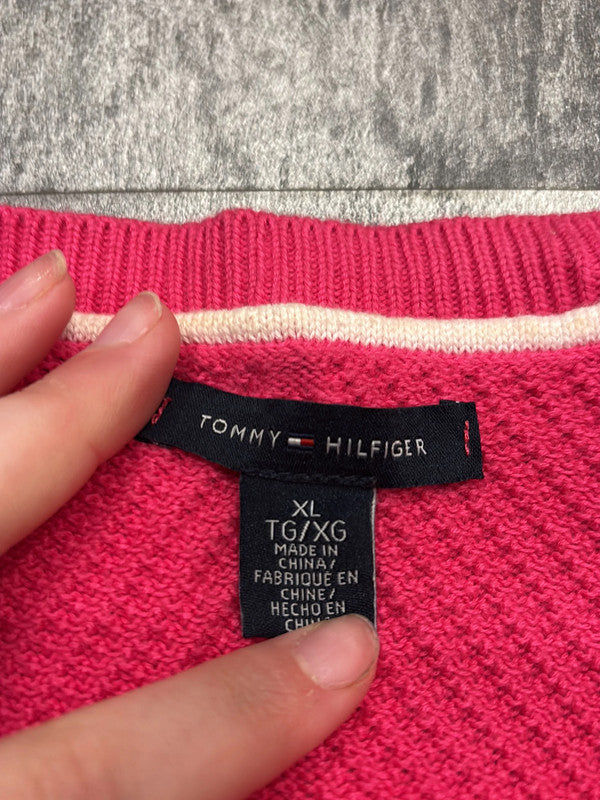 TOMMY HILFIGER
XL
TG/XG
MADE IN
CHINA/
FABRIQUÉ EN
CHINE/
HECHO EN